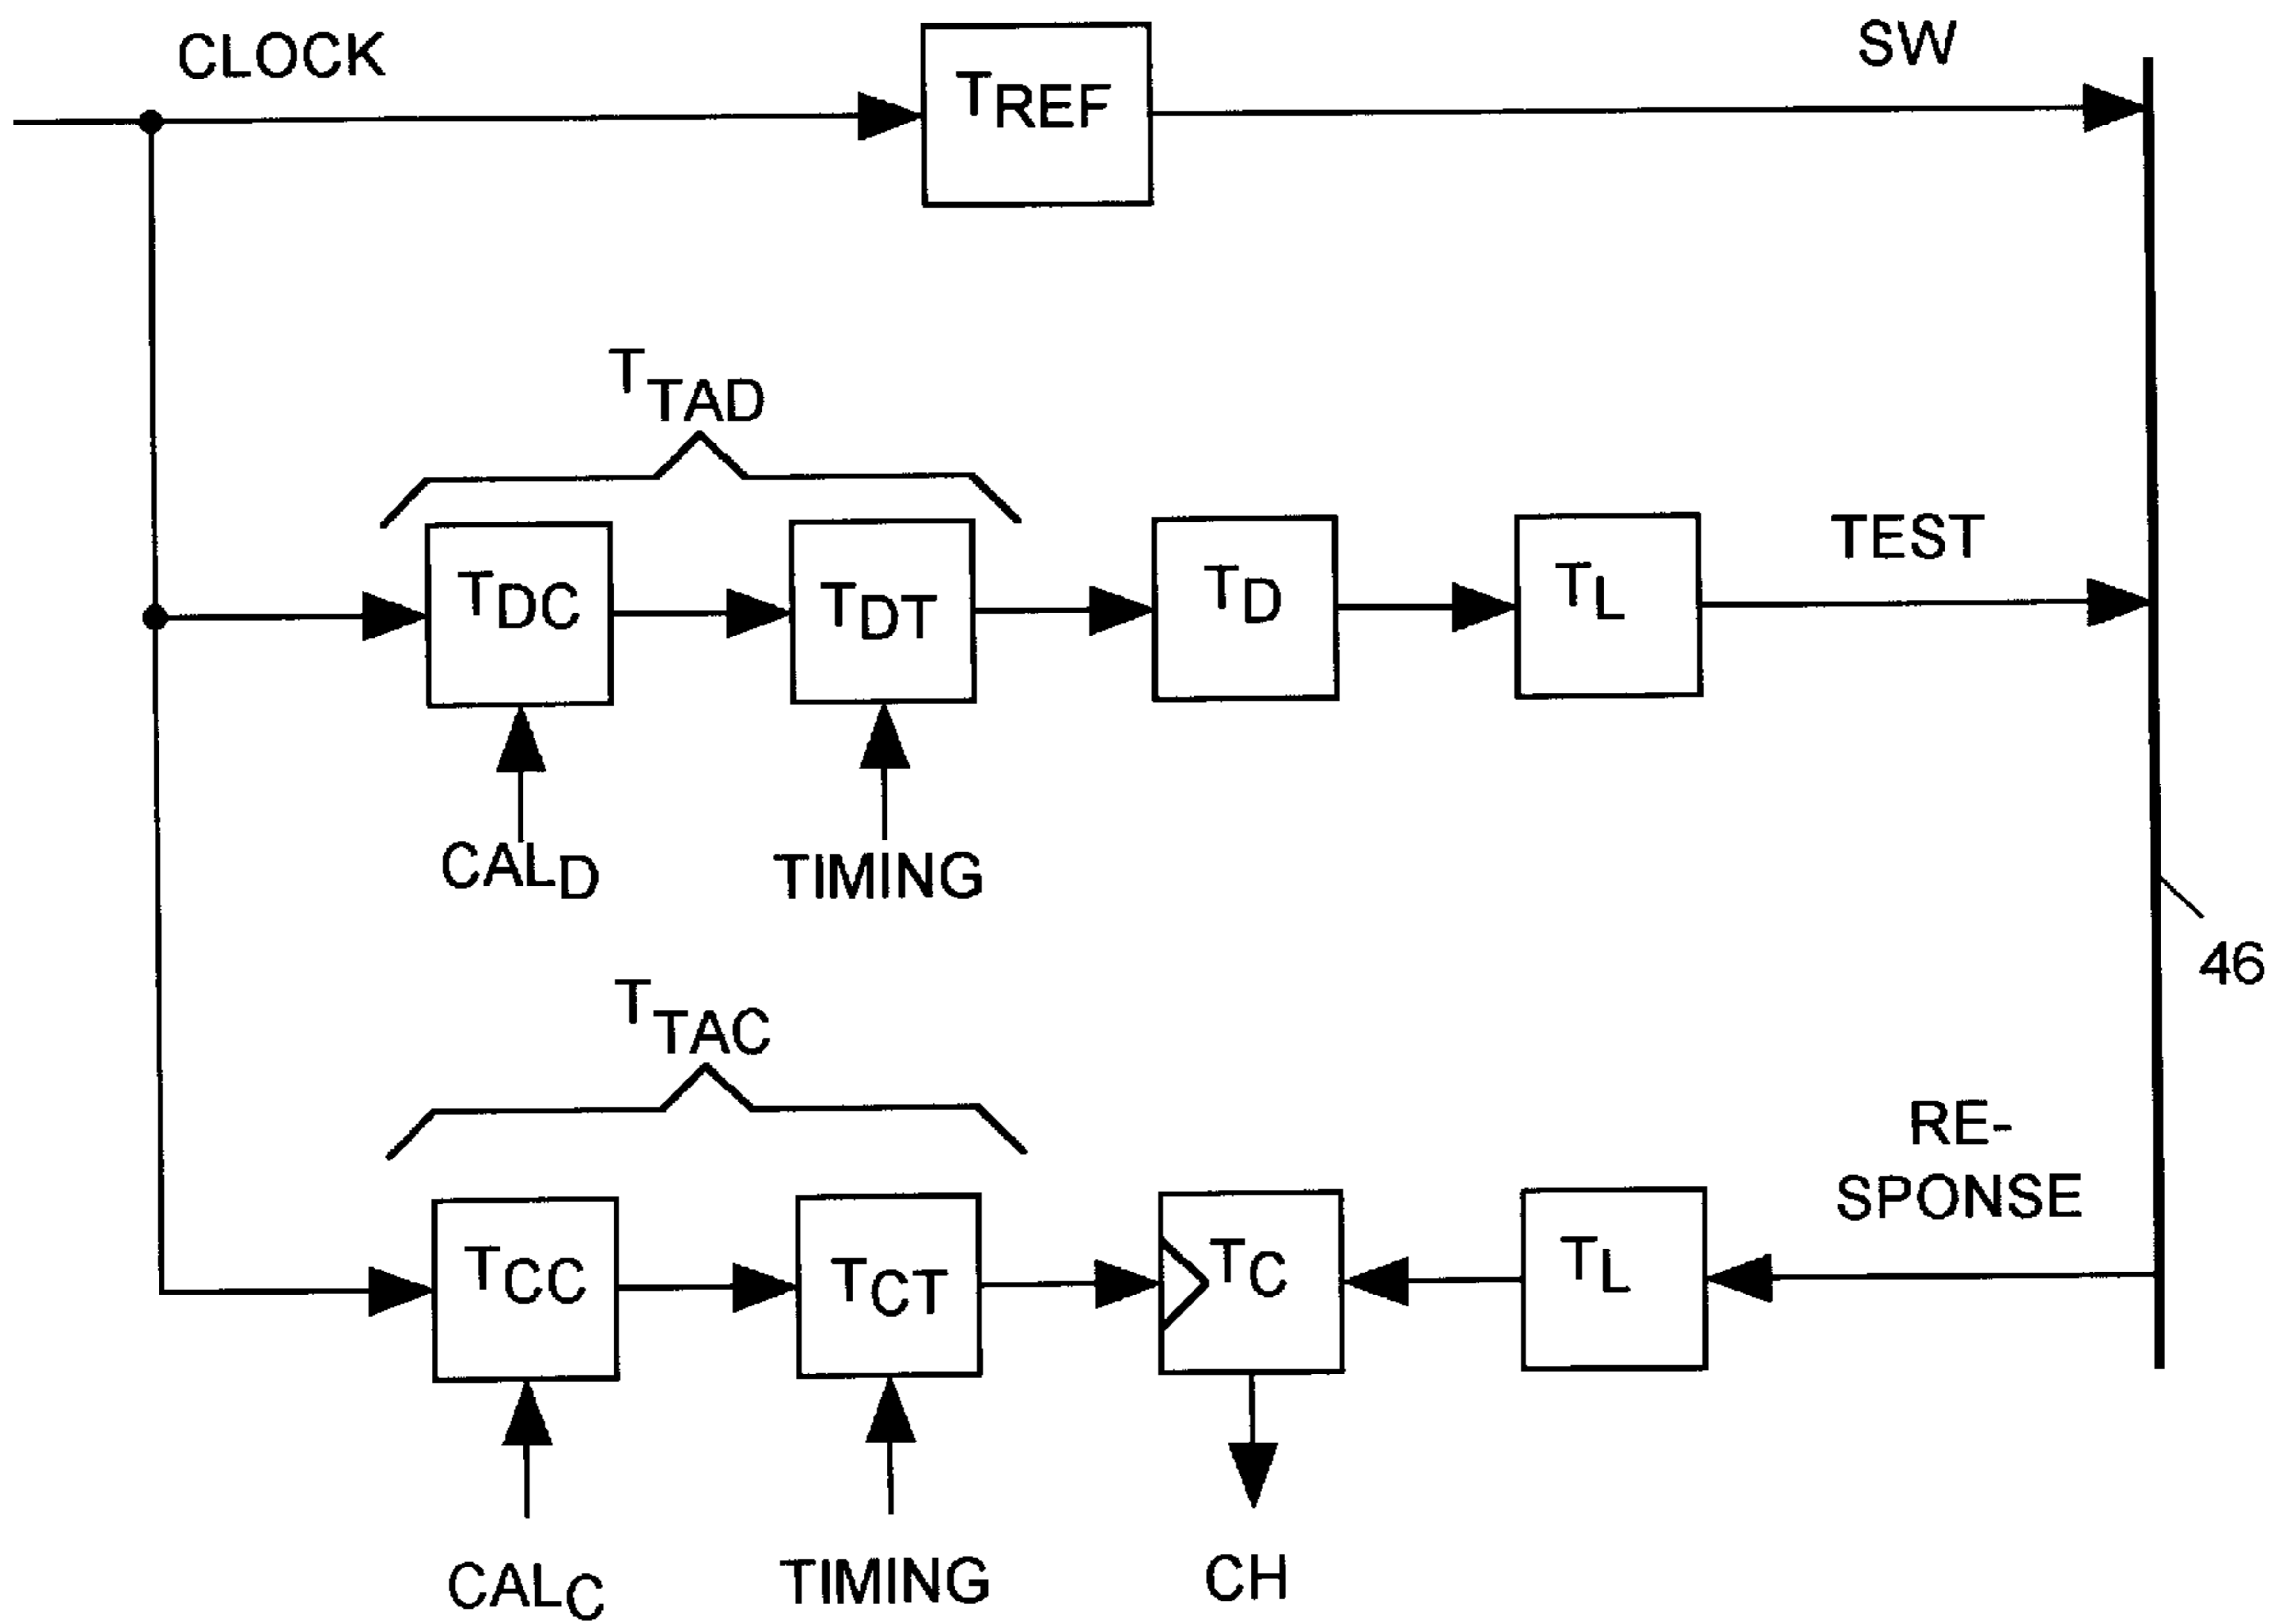 CLOCK
SW
TREF
TTAD
TDC
TDT
TD
TL
TEST
CALD
TIMING
46
TTAC
RE-
SPONSE
TCC
TCT
TC
TL
CALC
TIMING
CH